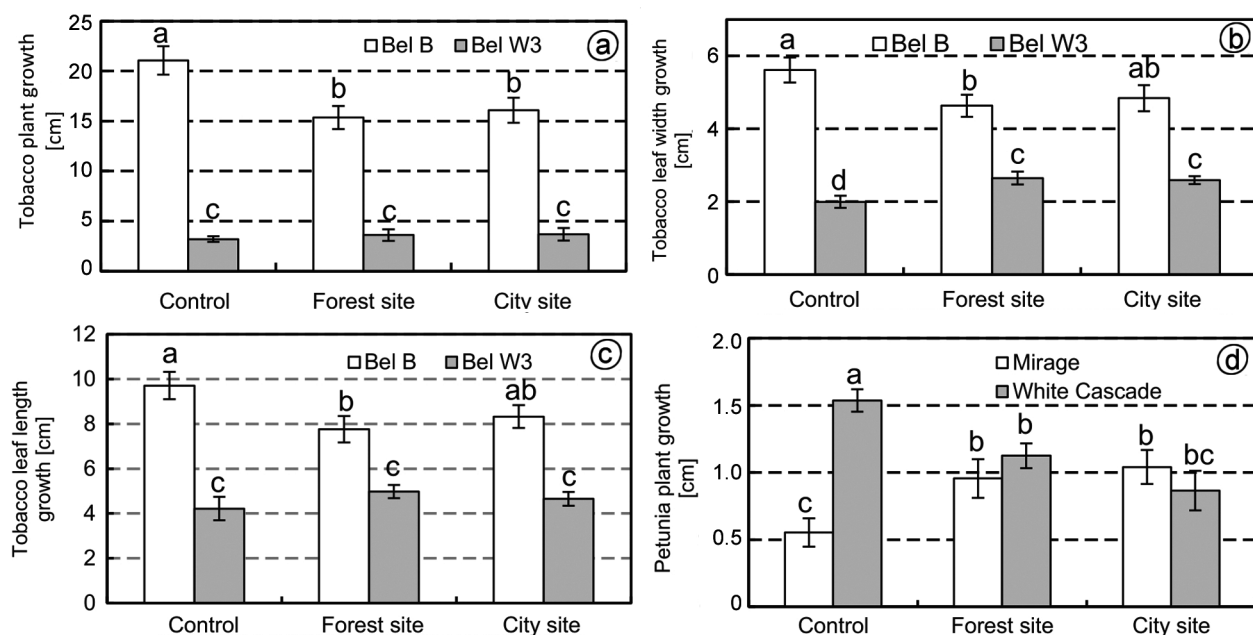 25
20
15
10
5
0
Tobacco plant growth
[cm]
Bel B Bel W3
a
a
c
b
c
b
c
Control Forest site City site
6
4
2
0
Tobacco leaf width growth
[cm]
Bel B Bel W3
b
a
d
b
c
ab
c
Control Forest site City site
12
10
8
6
4
2
0
Tobacco leaf length
growth [cm]
Bel B Bel W3
c
a
c
b
c
ab
c
Control Forest site City site
2.0
1.5
1.0
0.5
0
Petunia plant growth
[cm]
Mirage
White Cascade
d
c
a
b
b
b
bc
Control Forest site City site